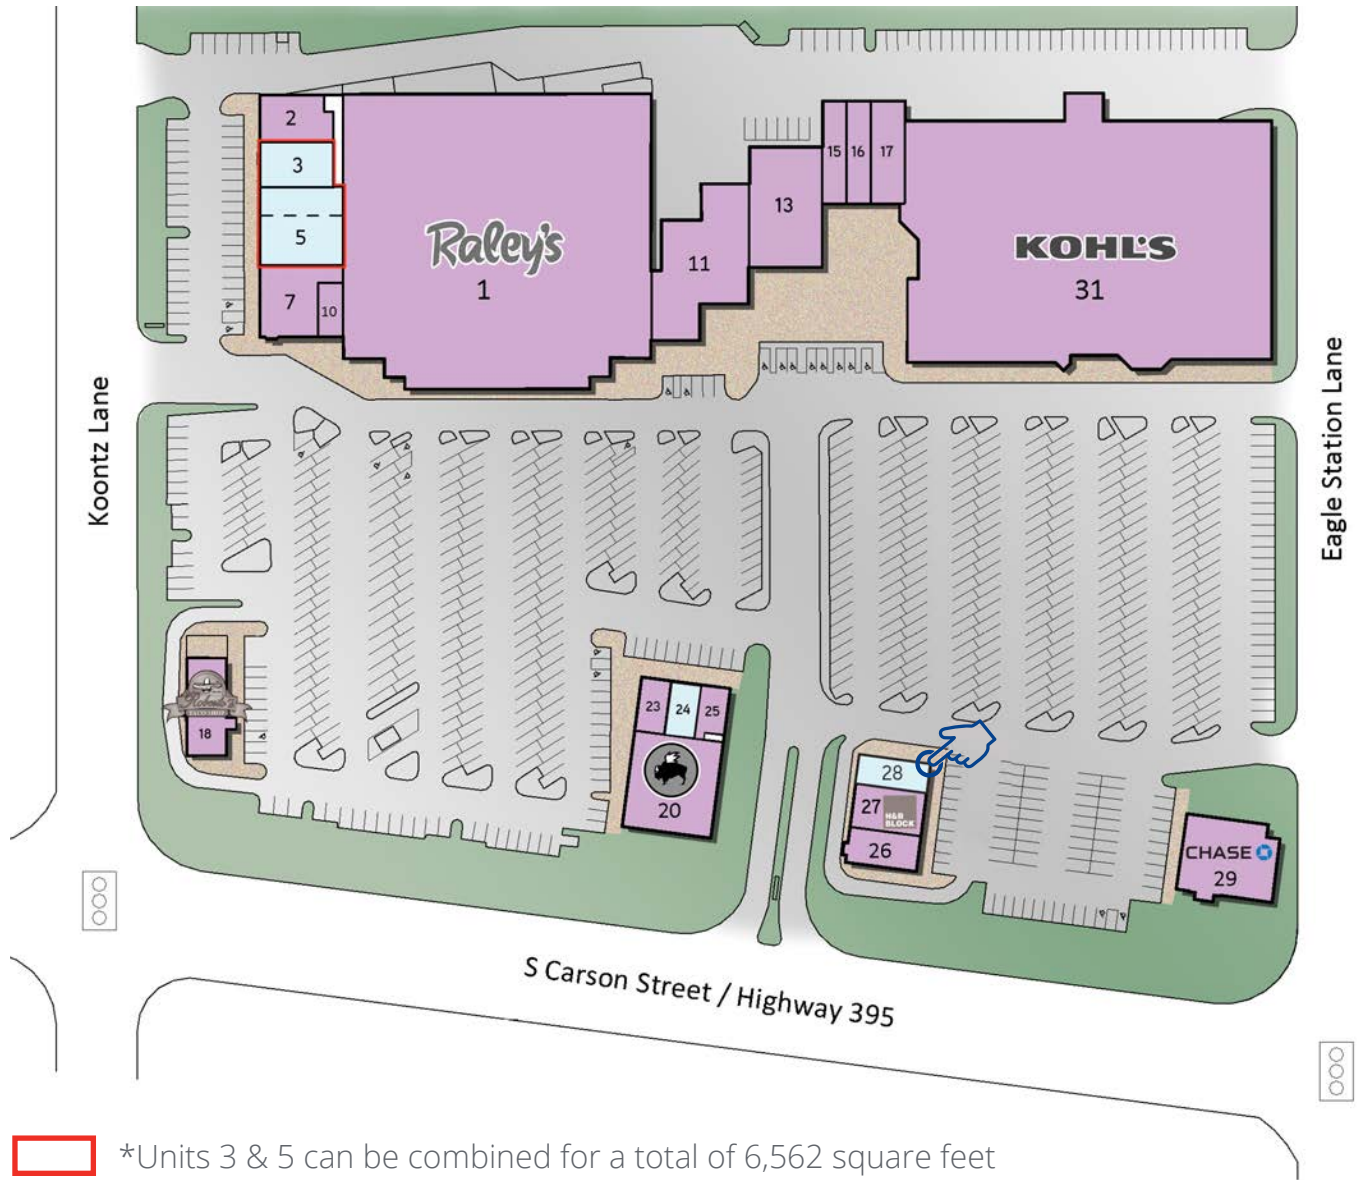 2
3
5
7
10
Raley's
1
11
13
15
16
17
KOHL'S
31
Koontz Lane
Eagle Station Lane
18
23
24
25
20
28
27
H&R
BLOCK
26
CHASE
29
S Carson Street / Highway 395
*Units 3 & 5 can be combined for a total of 6,562 square feet